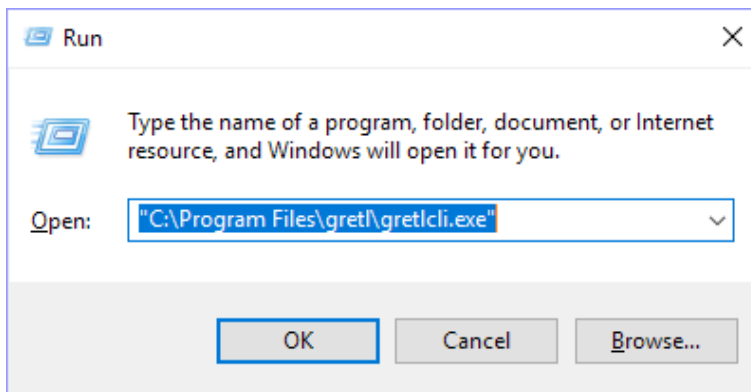 Run
Type the name of a program, folder, document, or Internet
resource, and Windows will open it for you.
Open: "C:\Program Files\gretl\gretlcli.exe"
OK Cancel Browse...